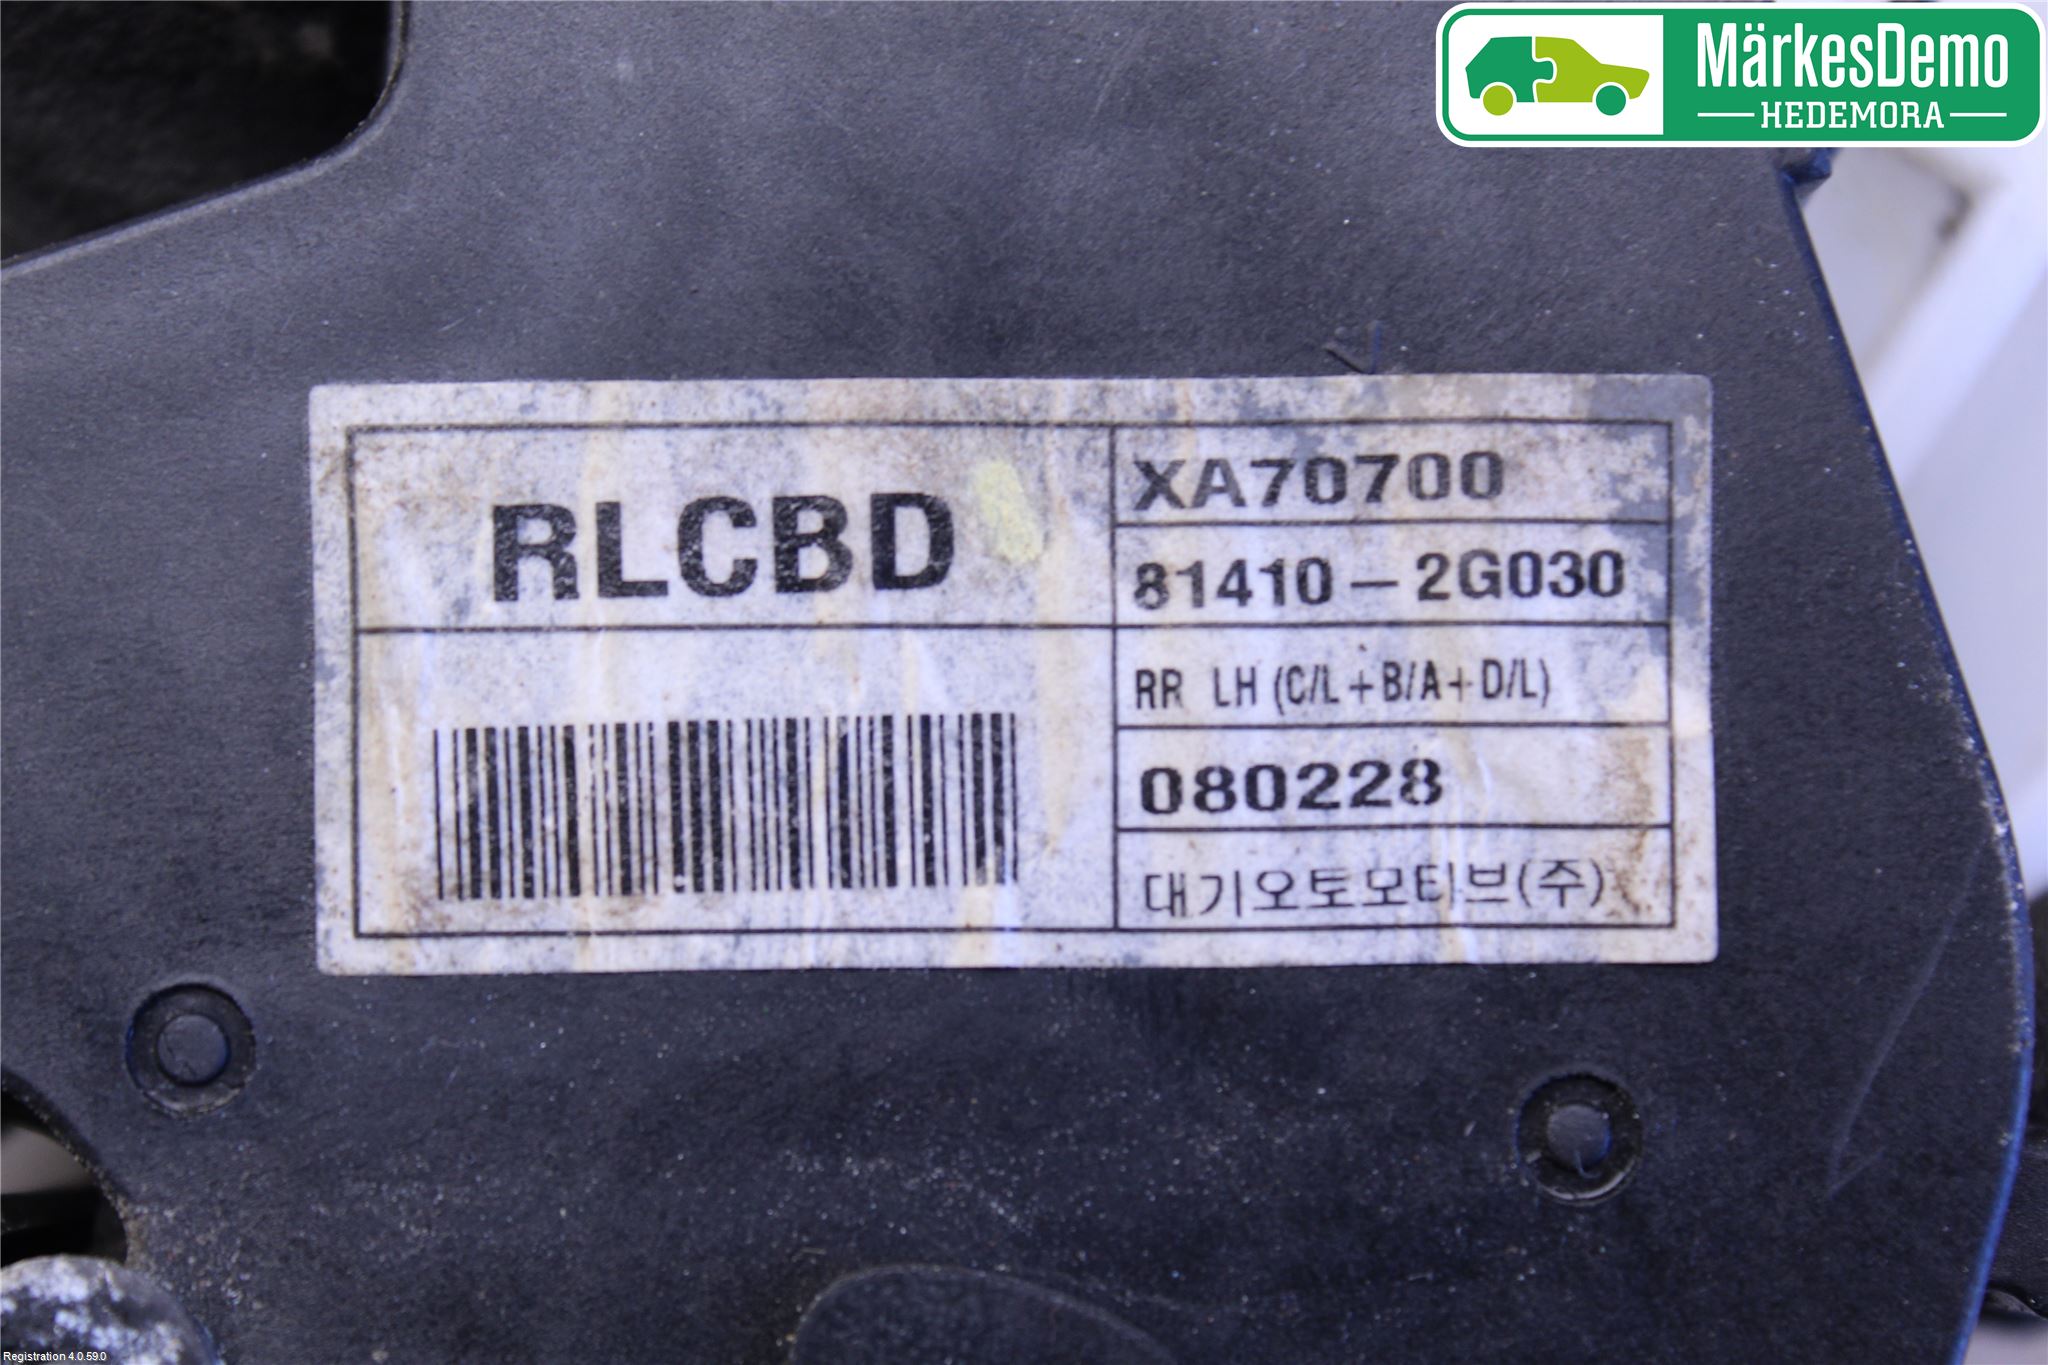 MärkesDemo
HEDEMORA
RLCBD
XA70700
81410-2G030
RR LH (C/L+B/A+D/L)
080228
대기오토모티브(주)
Registration 4.0.59.0